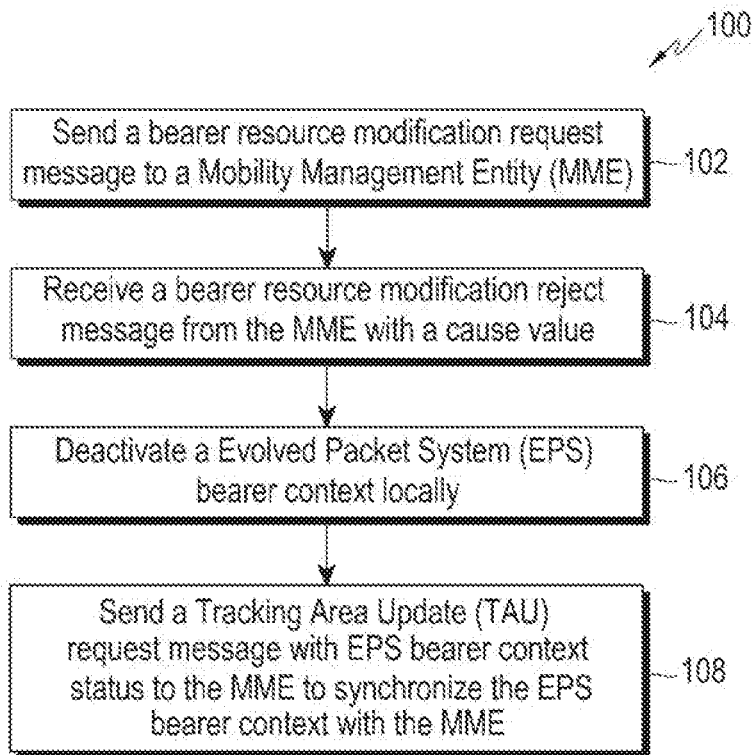 100
Send a bearer resource modification request
message to a Mobility Management Entity (MME)
102
Receive a bearer resource modification reject
message from the MME with a cause value
104
Deactivate a Evolved Packet System (EPS)
bearer context locally
106
Send a Tracking Area Update (TAU)
request message with EPS bearer context
status to the MME to synchronize the EPS
bearer context with the MME
108